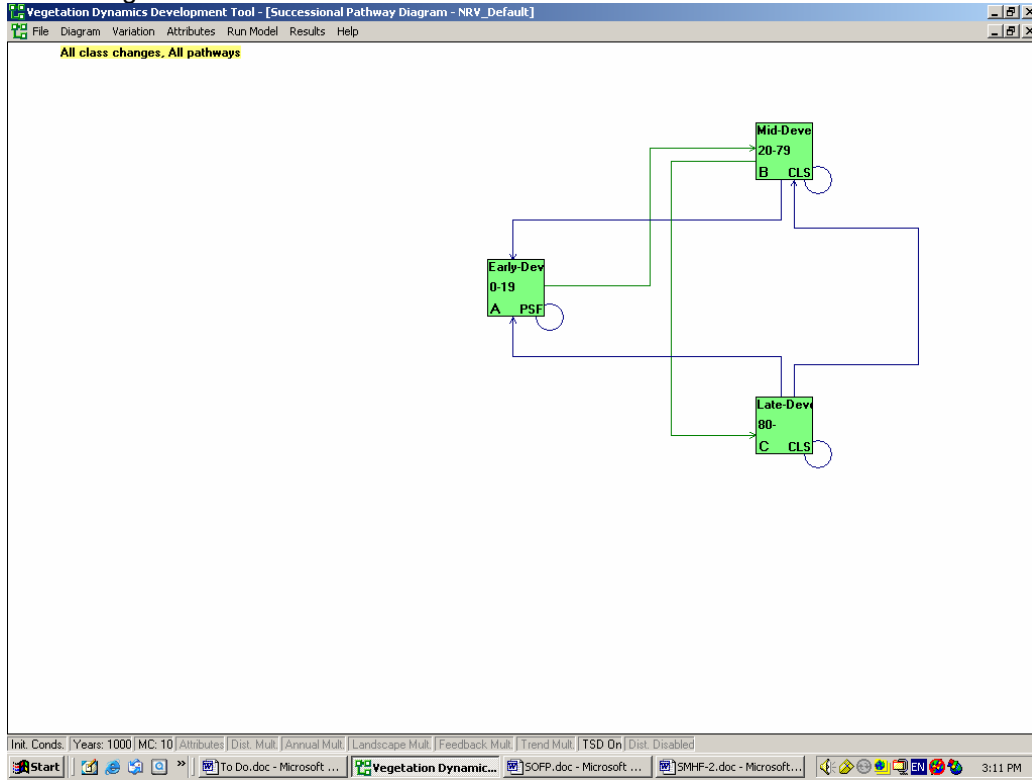 Vegetation Dynamics Development Tool - [Successional Pathway Diagram - NRV_Default]
File Diagram Variation Attributes Run Model Results Help
All class changes, All pathways
Mid-Deve
20-79
B CLS
Early-Dev
0-19
A PSF
Late-Deve
80-
C CLS
Init. Conds. Years: 1000 MC: 10 Attributes Dist. Mult. Annual Mult. Landscape Mult. Feedback Mult. Trend Mult. TSD On Dist. Disabled
Start » To Do.doc - Microsoft ... Vegetation Dynamic... SOFP.doc - Microsoft ... SMHF-2.doc - Microsoft... EN 3:11 PM